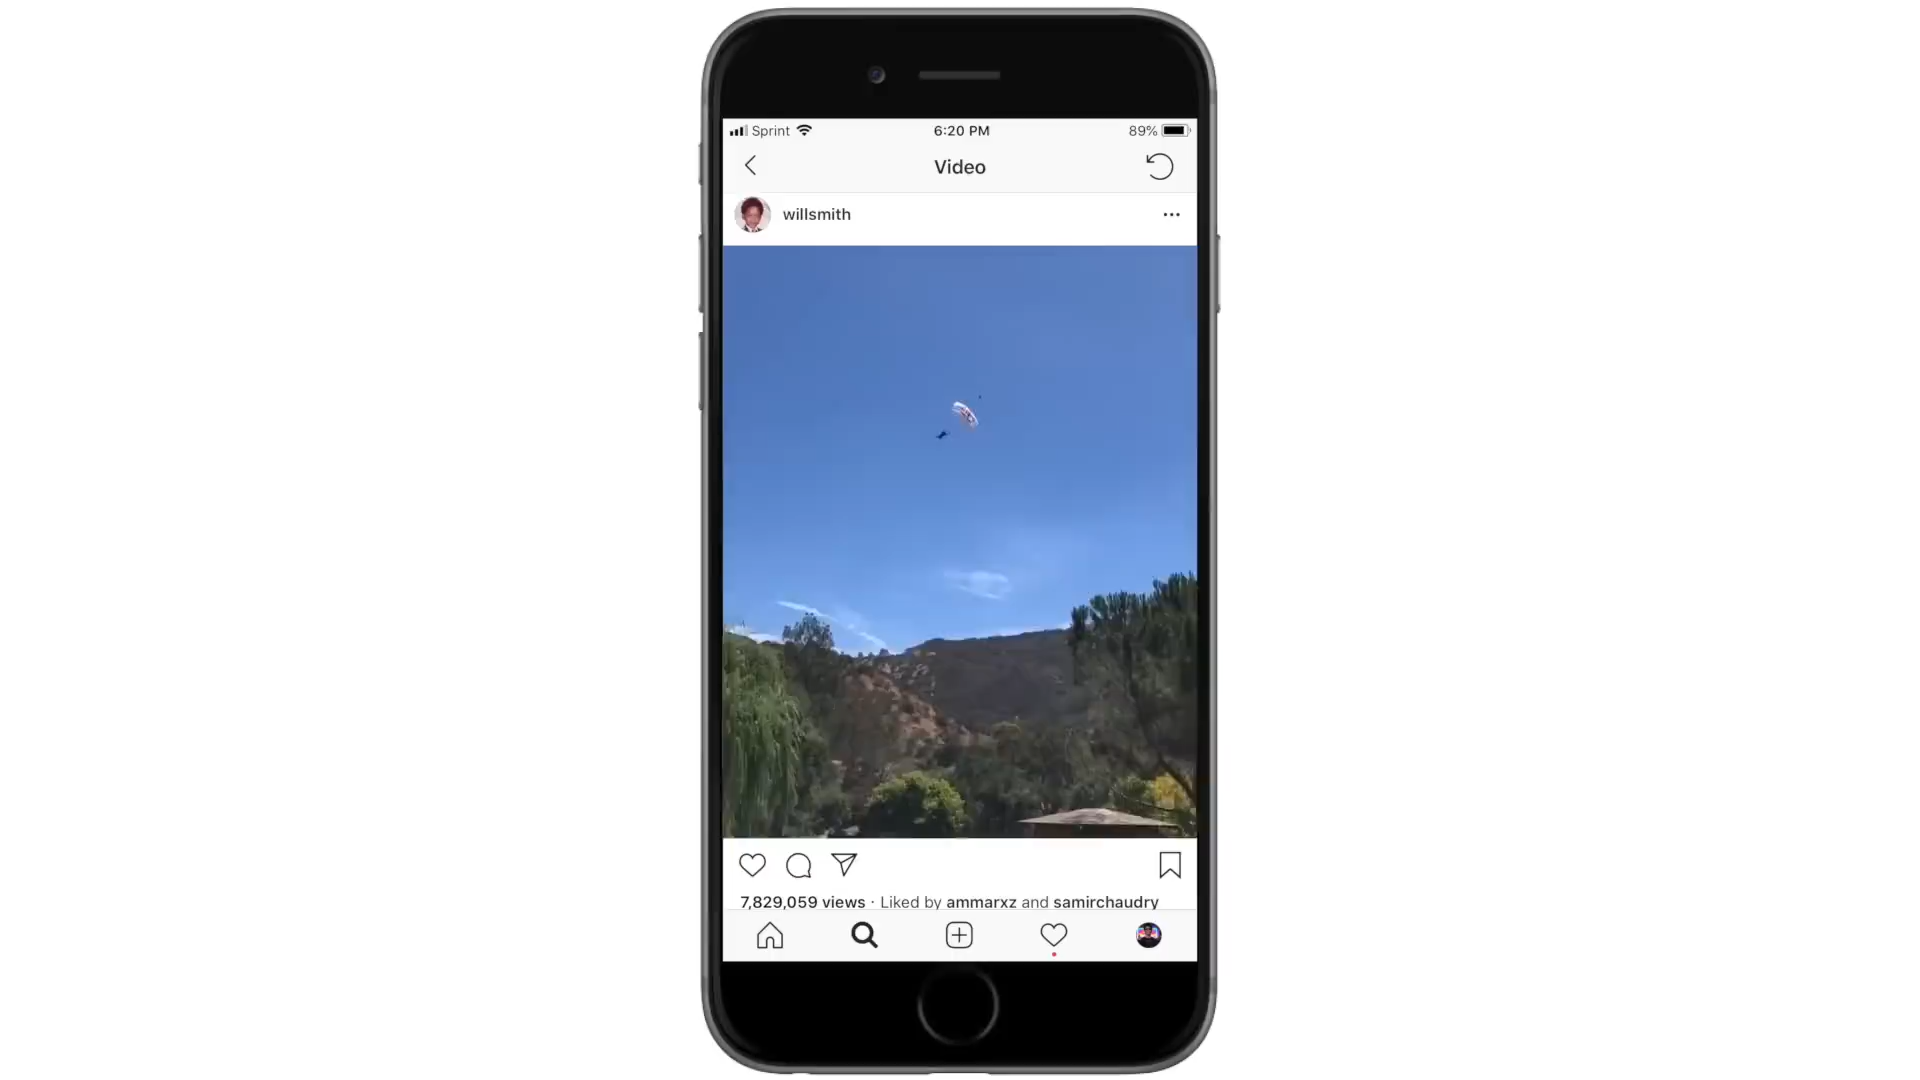 Sprint 6:20 PM 89%
Video
willsmith
7,829,059 views · Liked by ammarxz and samirchaudry